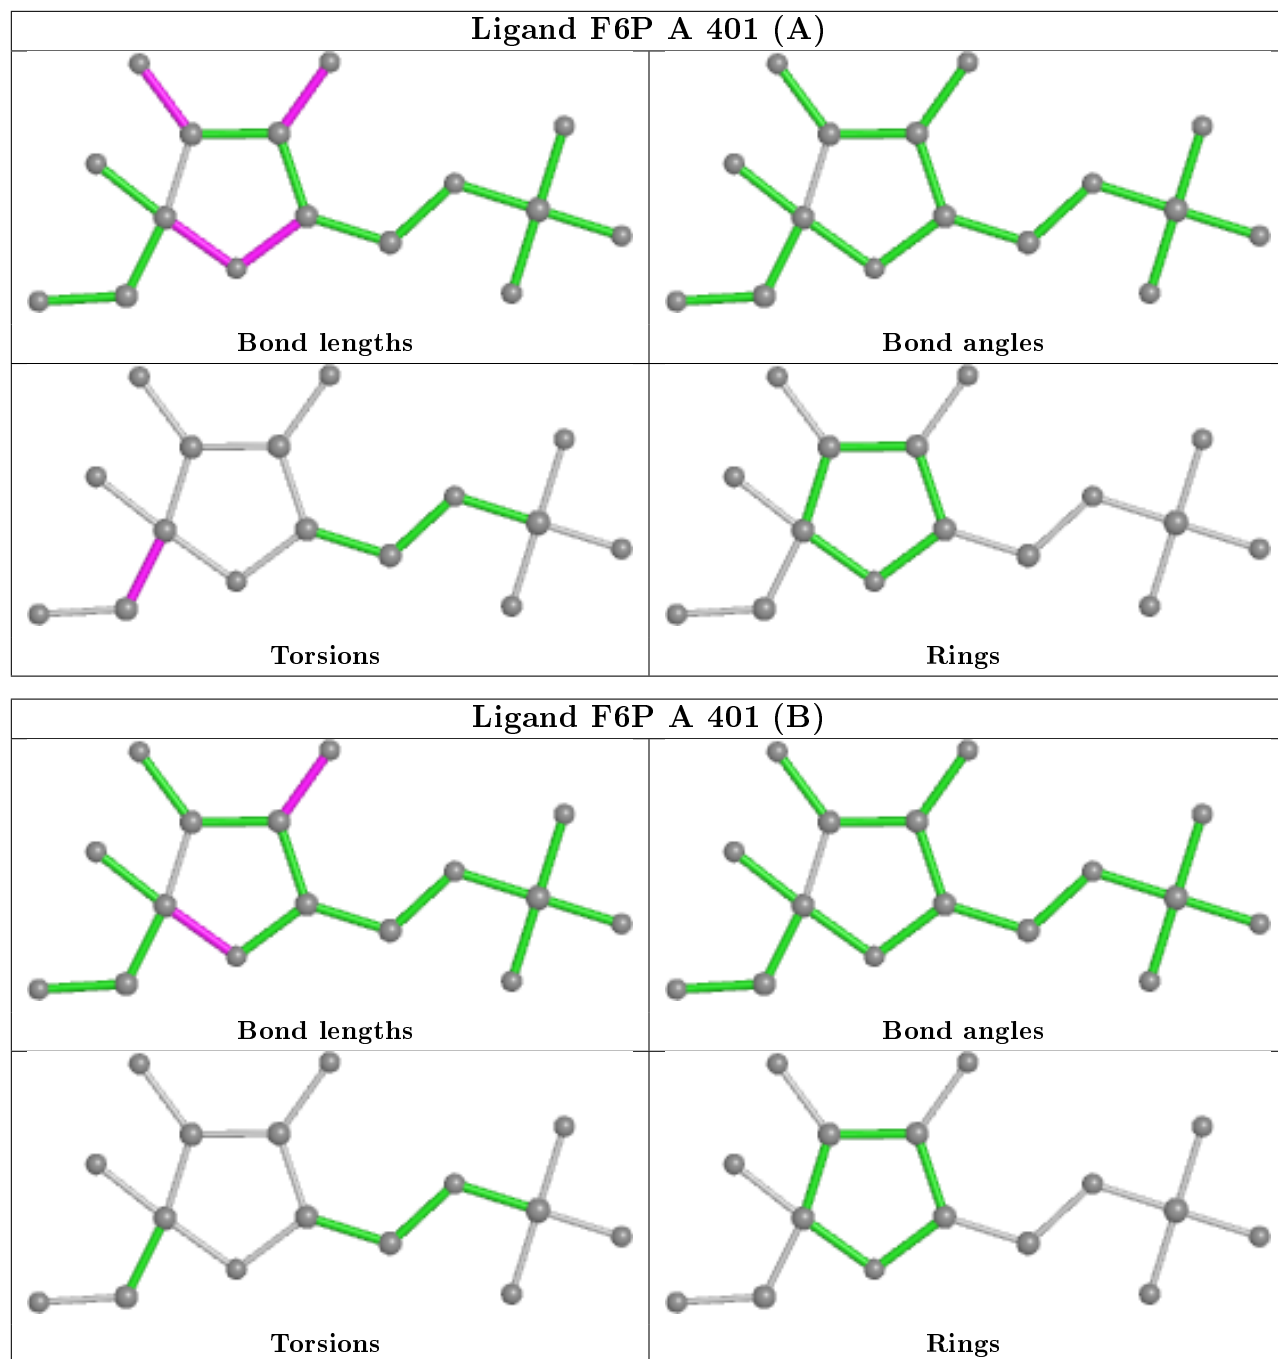 Ligand F6P A 401 (A)
Bond lengths
Bond angles
Torsions
Rings
Ligand F6P A 401 (B)
Bond lengths
Bond angles
Torsions
Rings